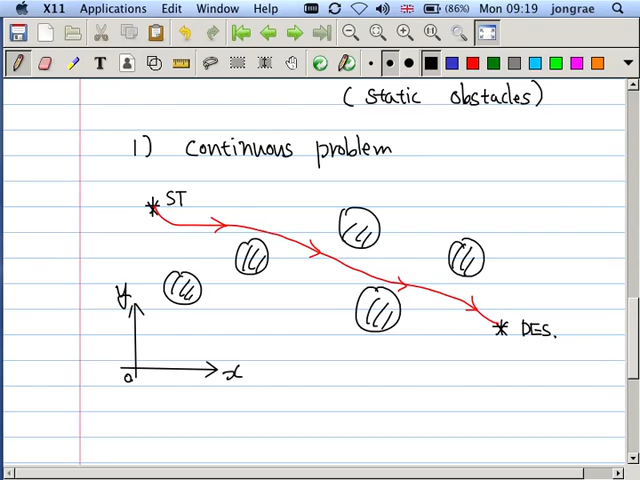 X11 Applications Edit Window Help (86%) Mon 09:19 jongrae
T
(static obstacles)
1) continuous problem
ST
y
DES.
o x